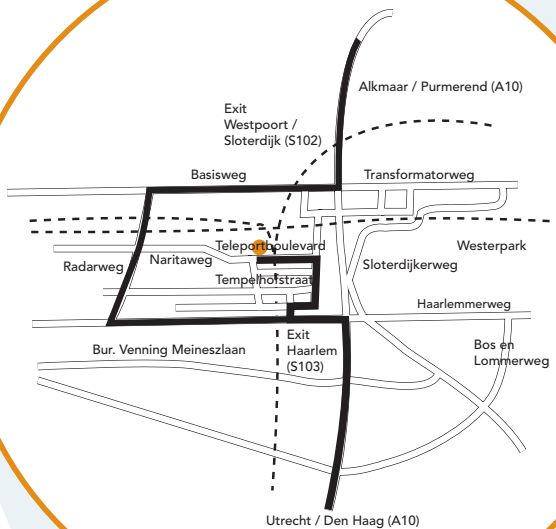 Alkmaar / Purmerend (A10)
Exit
Westpoort /
Sloterdijk (S102)
Basisweg
Transformatorweg
Teleportboulevard
Westerpark
Naritaweg
Radarweg
Sloterdijkerweg
Tempelhofstraat
Haarlemmerweg
Exit
Haarlem
(S103)
Bur. Venning Meineszlaan
Bos en
Lommerweg
Utrecht / Den Haag (A10)